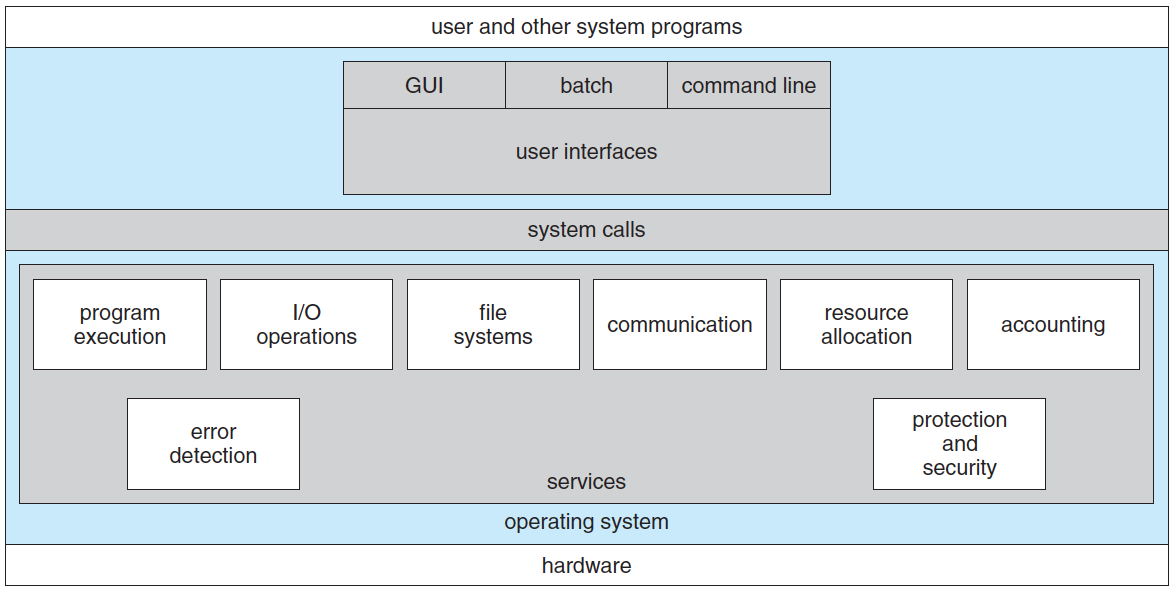 user and other system programs
GUI
batch
command line
user interfaces
system calls
program
execution
I/O
operations
file
systems
communication
resource
allocation
accounting
error
detection
protection
and
security
services
operating system
hardware